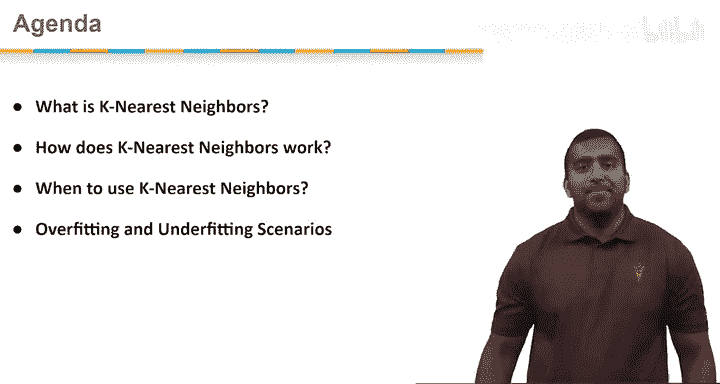 Agenda
● What is K-Nearest Neighbors?
● How does K-Nearest Neighbors work?
● When to use K-Nearest Neighbors?
● Overfitting and Underfitting Scenarios